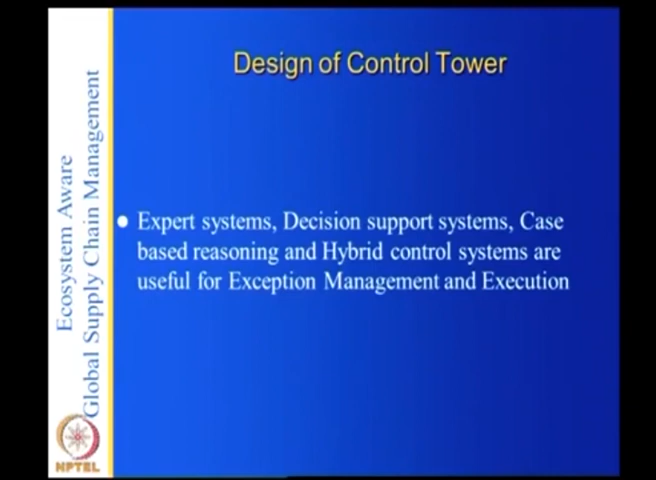 Design of Control Tower
Ecosystem Aware
Global Supply Chain Management
• Expert systems, Decision support systems, Case
based reasoning and Hybrid control systems are
useful for Exception Management and Execution
NPTEL